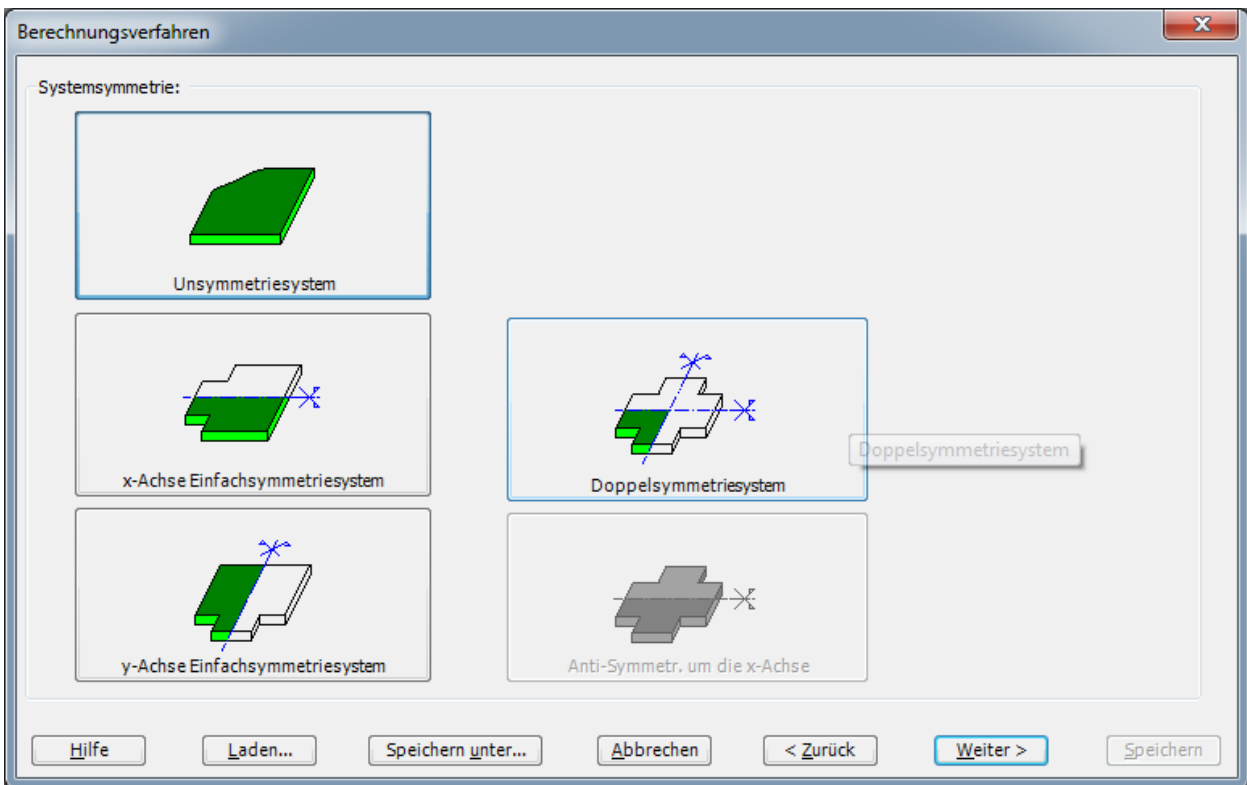 Berechnungsverfahren
X
Systemsymmetrie:
Unsymmetriesystem
x-Achse Einfachsymmetriesystem
Doppelsymmetriesystem
Doppelsymmetriesystem
y-Achse Einfachsymmetriesystem
Anti-Symmetr. um die x-Achse
Hilfe
Laden...
Speichern unter...
Abbrechen
< Zurück
Weiter >
Speichern